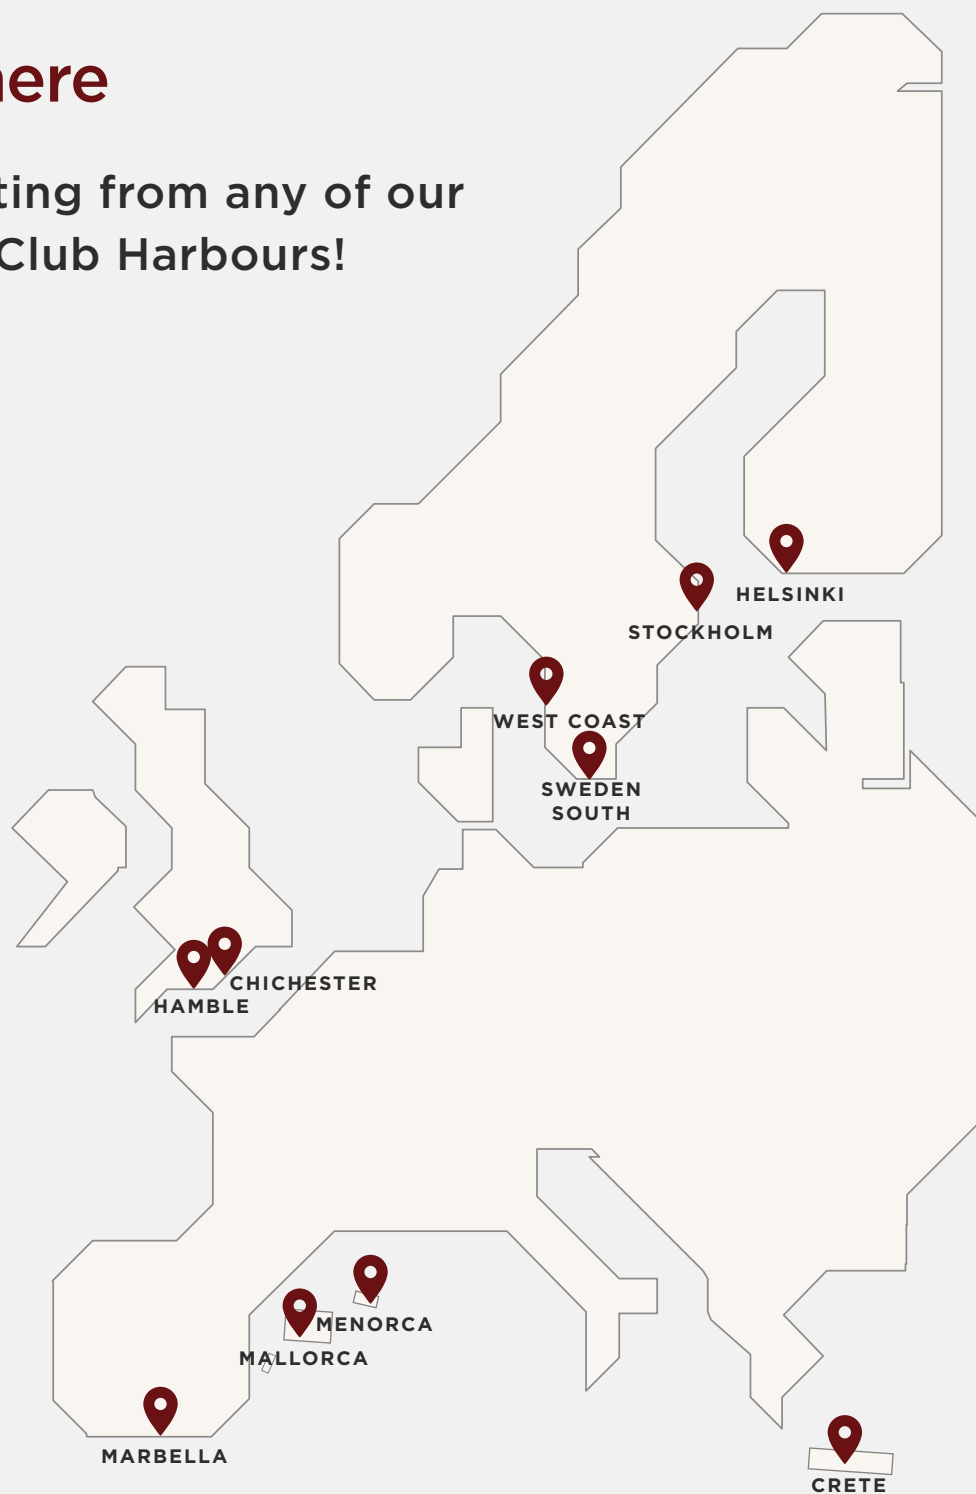 ere
ting from any of our
Club Harbours!
HELSINKI
STOCKHOLM
WEST COAST
SWEDEN
SOUTH
CHICHESTER
HAMBLE
MENORCA
MALLORCA
MARBELLA
CRETE